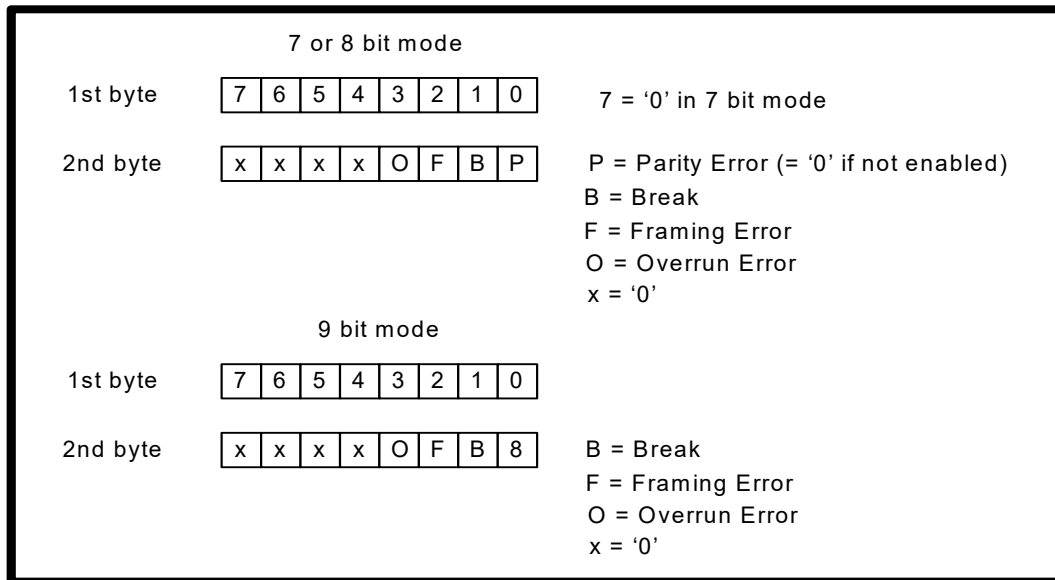 7 or 8 bit mode
1st byte 7 6 5 4 3 2 1 0 7 = ‘0’ in 7 bit mode
2nd byte x x x x O F B P P = Parity Error (= ‘0’ if not enabled)
B = Break
F = Framing Error
O = Overrun Error
x = ‘0’
9 bit mode
1st byte 7 6 5 4 3 2 1 0
2nd byte x x x x O F B 8 B = Break
F = Framing Error
O = Overrun Error
x = ‘0’